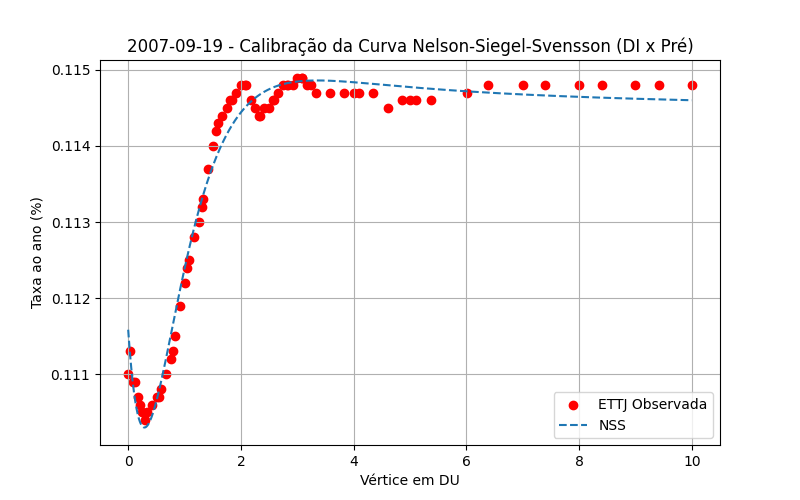 2007-09-19 - Calibração da Curva Nelson-Siegel-Svensson (DI x Pré)
Taxa ao ano (%)
0.115
0.114
0.113
0.112
0.111
ETTJ Observada
NSS
0 2 4 6 8 10
Vértice em DU